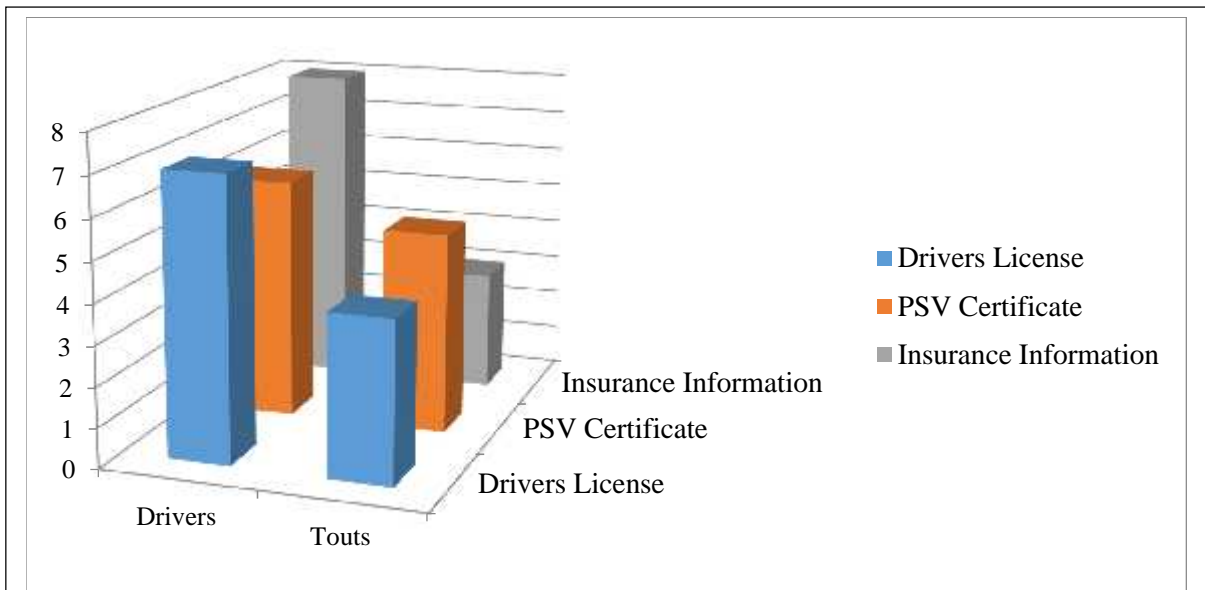 8
7
6
5
4
3
2
1
0
Drivers
Touts
Insurance Information
PSV Certificate
Drivers License
Drivers License
PSV Certificate
Insurance Information